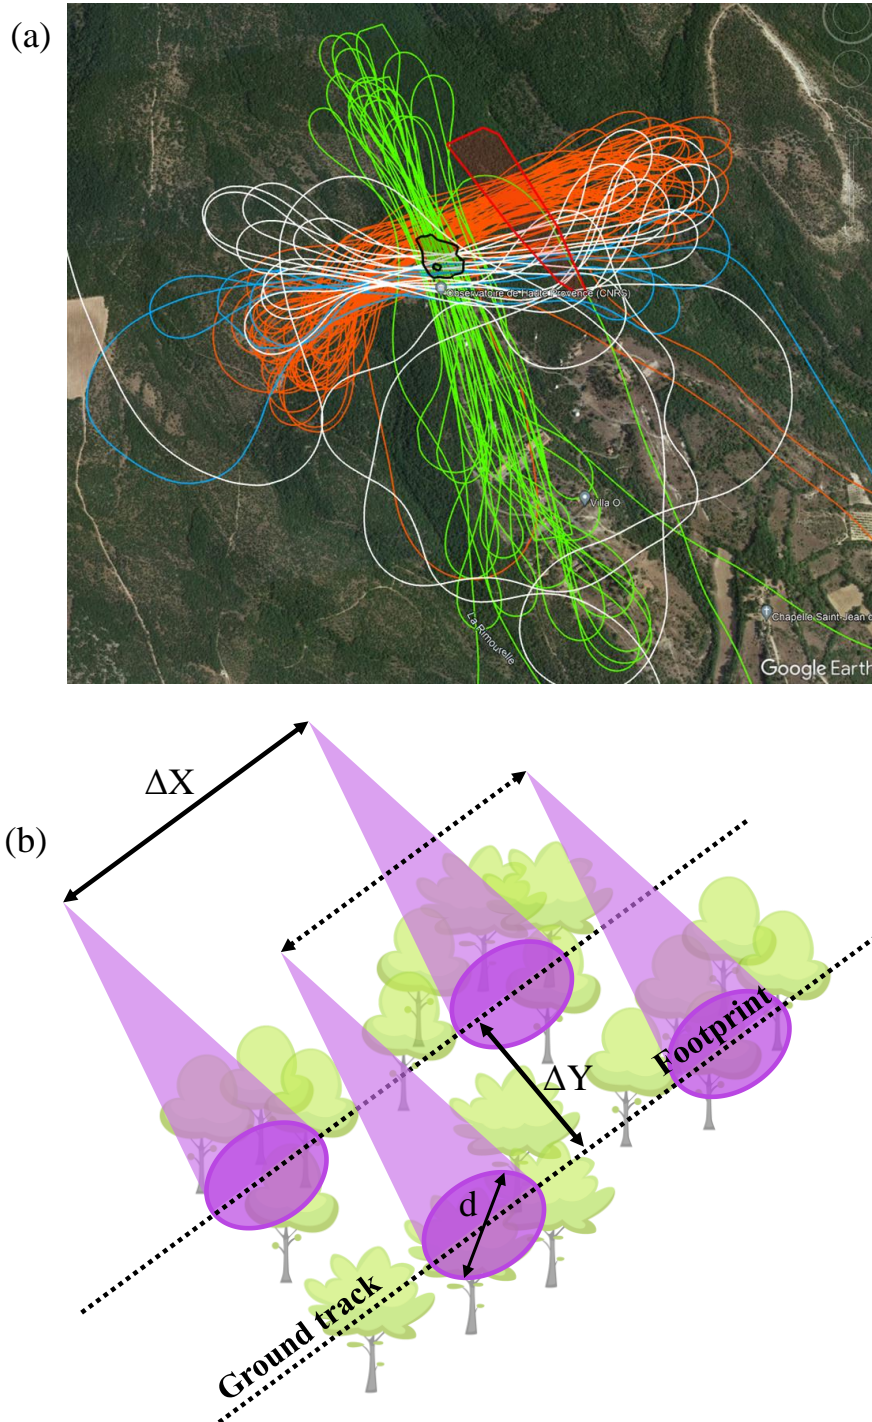 (a)
Observatoire de Haute Provence (CNRS)
Villa O
La Rimourelle
Chapelle Saint-Jean d
Google Earth
ΔX
(b)
Footprint
ΔY
d
Ground track